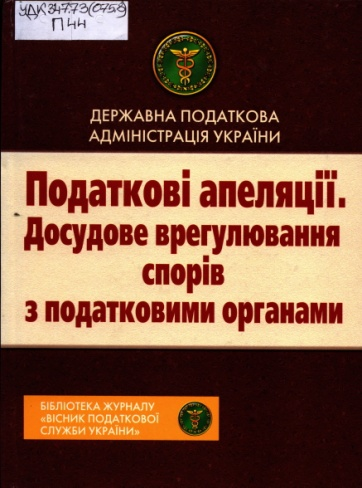 УДК 347.73(075)
П44
ДЕРЖАВНА ПОДАТКОВА
АДМІНІСТРАЦІЯ УКРАЇНИ
Податкові апеляції.
Досудове врегулювання
спорів
з податковими органами
БІБЛІОТЕКА ЖУРНАЛУ
«ВІСНИК ПОДАТКОВОЇ
СЛУЖБИ УКРАЇНИ»